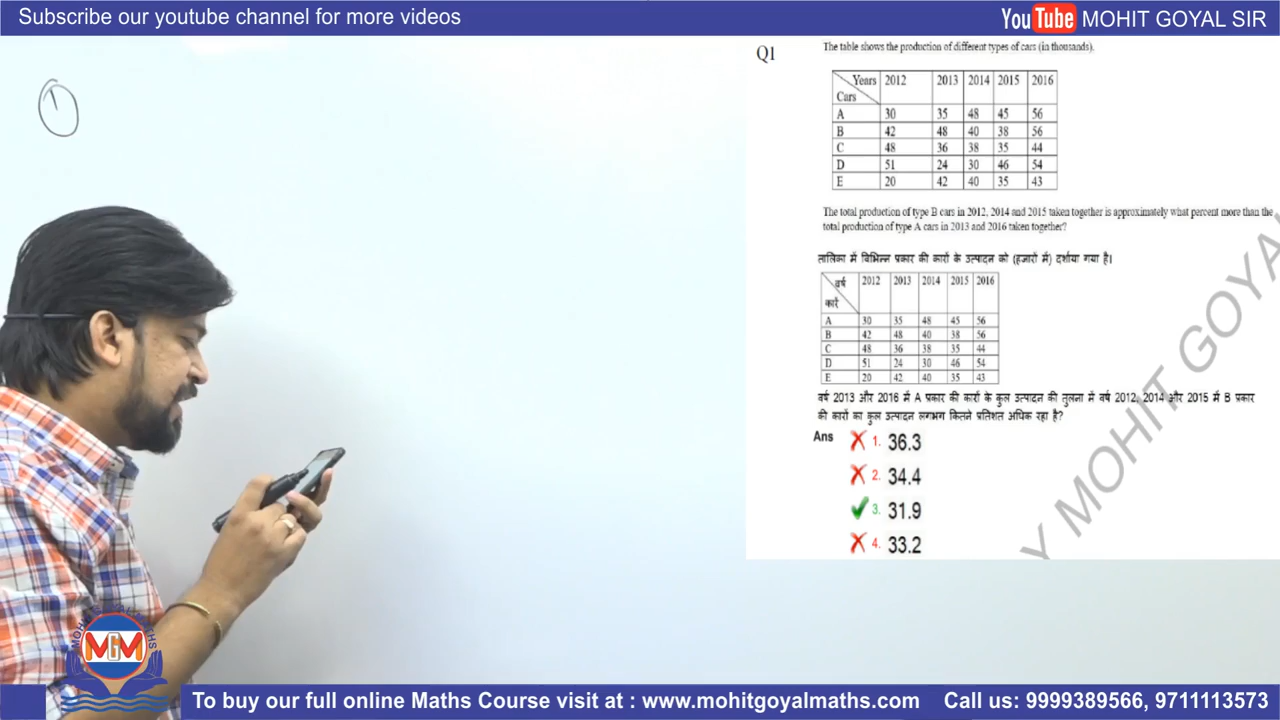 Subscribe our youtube channel for more videos
You Tube MOHIT GOYAL SIR
1
Q1
The table shows the production of different types of cars (in thousands).
Years 2012 2013 2014 2015 2016
Cars
A 30 35 48 45 56
B 42 48 40 38 56
C 48 36 38 35 44
D 51 24 30 46 54
E 20 42 40 35 43
The total production of type B cars in 2012, 2014 and 2015 taken together is approximately what percent more than the
total production of type A cars in 2013 and 2016 taken together?
तालिका में विभिन्न प्रकार की कारों के उत्पादन को (हजारों में) दर्शाया गया है।
वर्ष 2012 2013 2014 2015 2016
कारें
A 30 35 48 45 56
B 42 48 40 38 56
C 48 36 38 35 44
D 51 24 30 46 54
E 20 42 40 35 43
वर्ष 2013 और 2016 में A प्रकार की कारों के कुल उत्पादन की तुलना में वर्ष 2012, 2014 और 2015 में B प्रकार
की कारों का कुल उत्पादन लगभग कितने प्रतिशत अधिक रहा है?
Ans
1. 36.3
2. 34.4
3. 31.9
4. 33.2
Y MOHIT GOYA
MOHIT GOYAL MATHS
MGM
To buy our full online Maths Course visit at : www.mohitgoyalmaths.com Call us: 9999389566, 9711113573